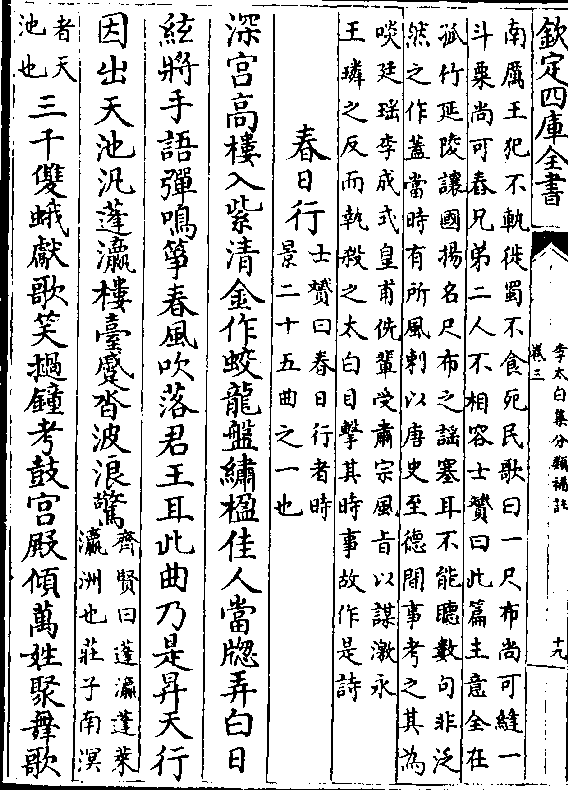 欽定四庫全書
李太白集分類補註
卷三
十九
南厲王犯不軌徙蜀不食死民歌曰一尺布尚可縫一
斗粟尚可舂兄弟二人不相容士贇曰此篇主意全在
孤竹延陵讓國揚名尺布之謡塞耳不能聽數句非泛
然之作葢當時有所風刺以唐史至德間事考之其為
啖廷瑶李成式皇甫侁輩受肅宗風㫖以謀激永
王璘之反而執殺之太白目擊其時事故作是詩
春日行士贇曰春日行者時
景二十五曲之一也
深宫高樓入紫清金作蛟龍盤繡楹佳人當牕弄白日
絃將手語彈鳴筝春風吹落君王耳此曲乃是昇天行
因出天池汎蓬瀛樓臺蹙沓波浪驚齊賢曰蓬瀛蓬萊
瀛洲也莊子南溟
者天
池也三千雙蛾獻歌笑撾鐘考鼓宫殿傾萬姓聚舞歌